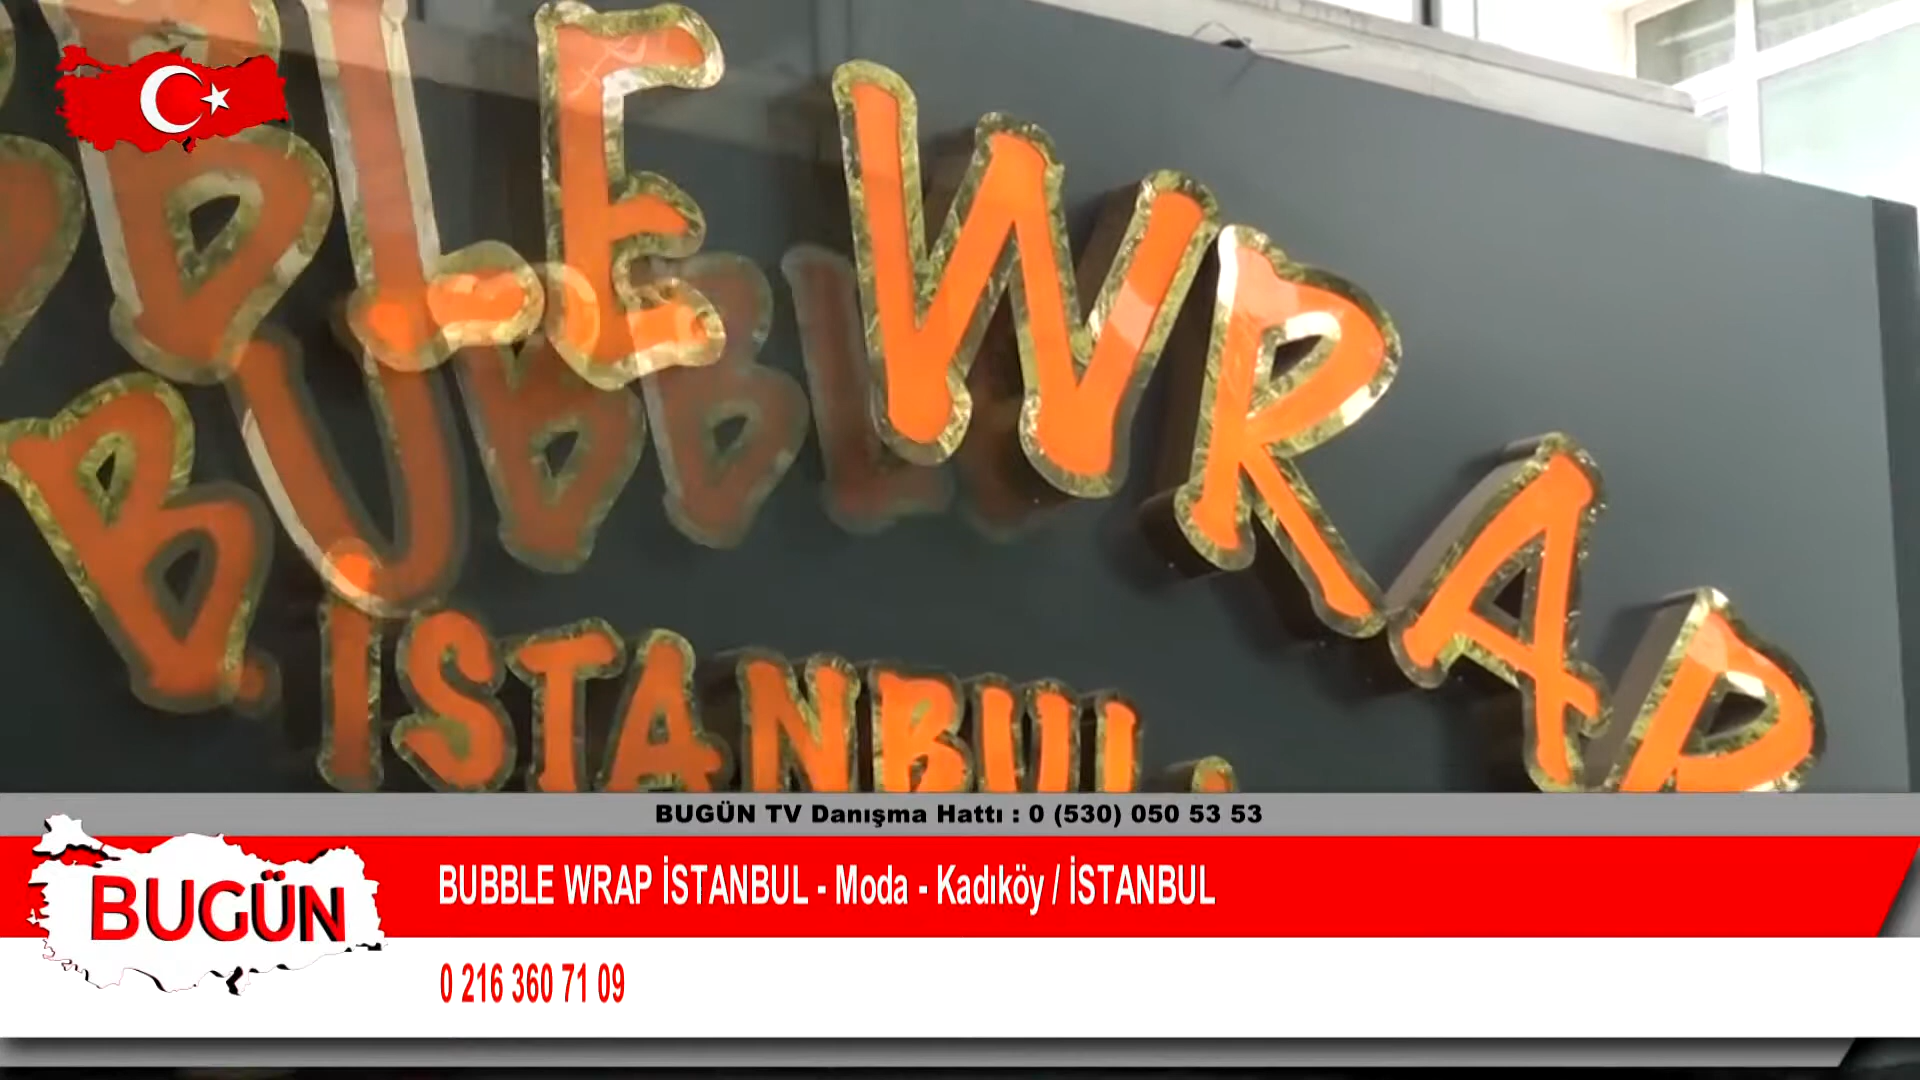 BBLE WRAP
BUBBLE
B.
İSTANBUL
BUGÜN TV Danışma Hattı : 0 (530) 050 53 53
BUGÜN
BUBBLE WRAP İSTANBUL - Moda - Kadıköy / İSTANBUL
0 216 360 71 09